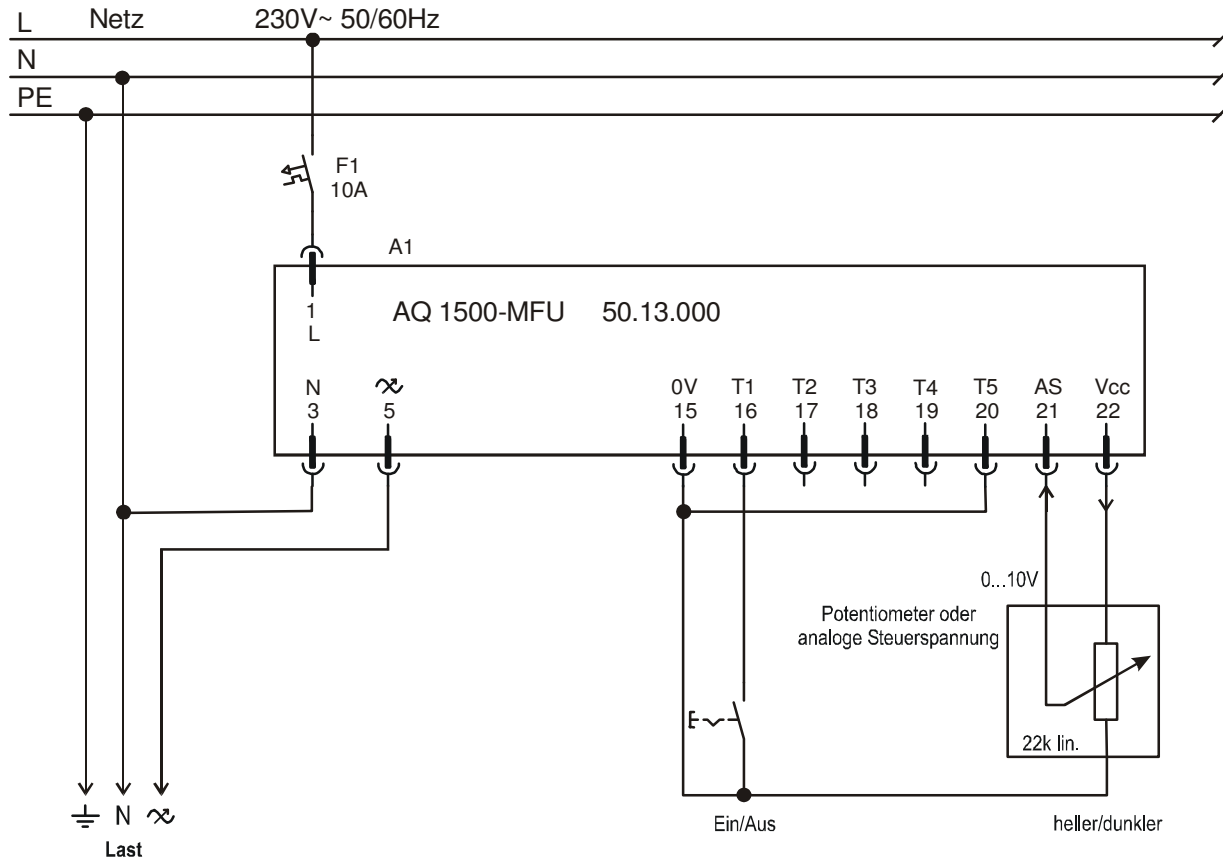 L Netz 230V~ 50/60Hz
N
PE
F1
10A
A1
1
L
AQ 1500-MFU 50.13.000
N 0V T1 T2 T3 T4 T5 AS Vcc
3 5 15 16 17 18 19 20 21 22
0...10V
Potentiometer oder
analoge Steuerspannung
22k lin.
N
Last
Ein/Aus
heller/dunkler